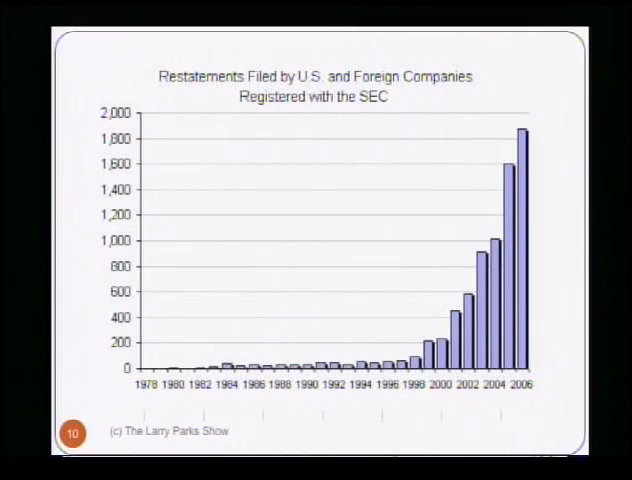 Restatements Filed by U.S. and Foreign Companies
Registered with the SEC
2,000
1,800
1,600
1,400
1,200
1,000
800
600
400
200
0
1978 1980 1982 1984 1986 1988 1990 1992 1994 1996 1998 2000 2002 2004 2006
10 (c) The Larry Parks Show